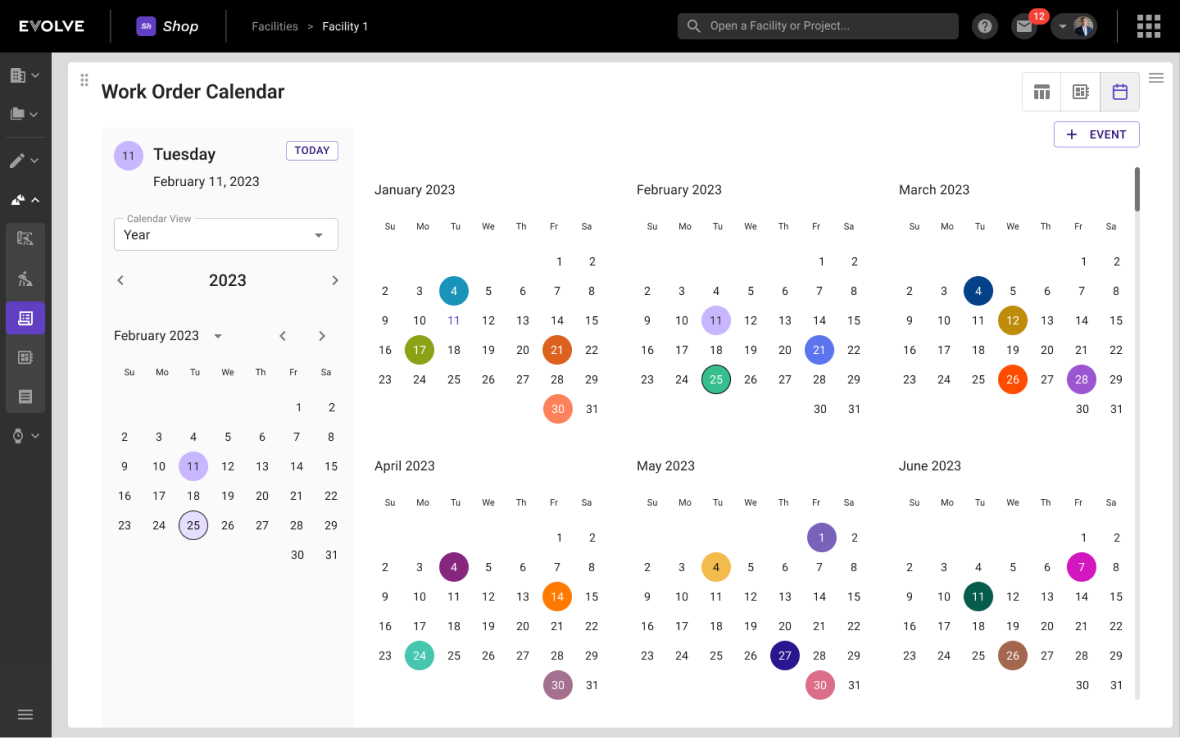 EVOLVE
Sh Shop
Facilities > Facility 1
Open a Facility or Project...
12
Work Order Calendar
EVENT
11 Tuesday TODAY
February 11, 2023
Calendar View
Year
2023
February 2023
Su Mo Tu We Th Fr Sa
1 2
2 3 4 5 6 7 8
9 10 11 12 13 14 15
16 17 18 19 20 21 22
23 24 25 26 27 28 29
30 31
January 2023
Su Mo Tu We Th Fr Sa
1 2
2 3 4 5 6 7 8
9 10 11 12 13 14 15
16 17 18 19 20 21 22
23 24 25 26 27 28 29
30 31
February 2023
Su Mo Tu We Th Fr Sa
1 2
2 3 4 5 6 7 8
9 10 11 12 13 14 15
16 17 18 19 20 21 22
23 24 25 26 27 28 29
30 31
March 2023
Su Mo Tu We Th Fr Sa
1 2
2 3 4 5 6 7 8
9 10 11 12 13 14 15
16 17 18 19 20 21 22
23 24 26 27 28 29
30 31
April 2023
Su Mo Tu We Th Fr Sa
1 2
2 3 4 5 6 7 8
9 10 11 12 13 14 15
16 17 18 19 20 21 22
23 24 25 26 27 28 29
30 31
May 2023
Su Mo Tu We Th Fr Sa
1 2
2 3 4 5 6 7 8
9 10 11 12 13 14 15
16 17 18 19 20 21 22
23 24 25 26 27 28 29
30 31
June 2023
Su Mo Tu We Th Fr Sa
1 2
2 3 4 5 6 7 8
9 10 11 12 13 14 15
16 17 18 19 20 21 22
23 24 25 26 27 28 29
30 31